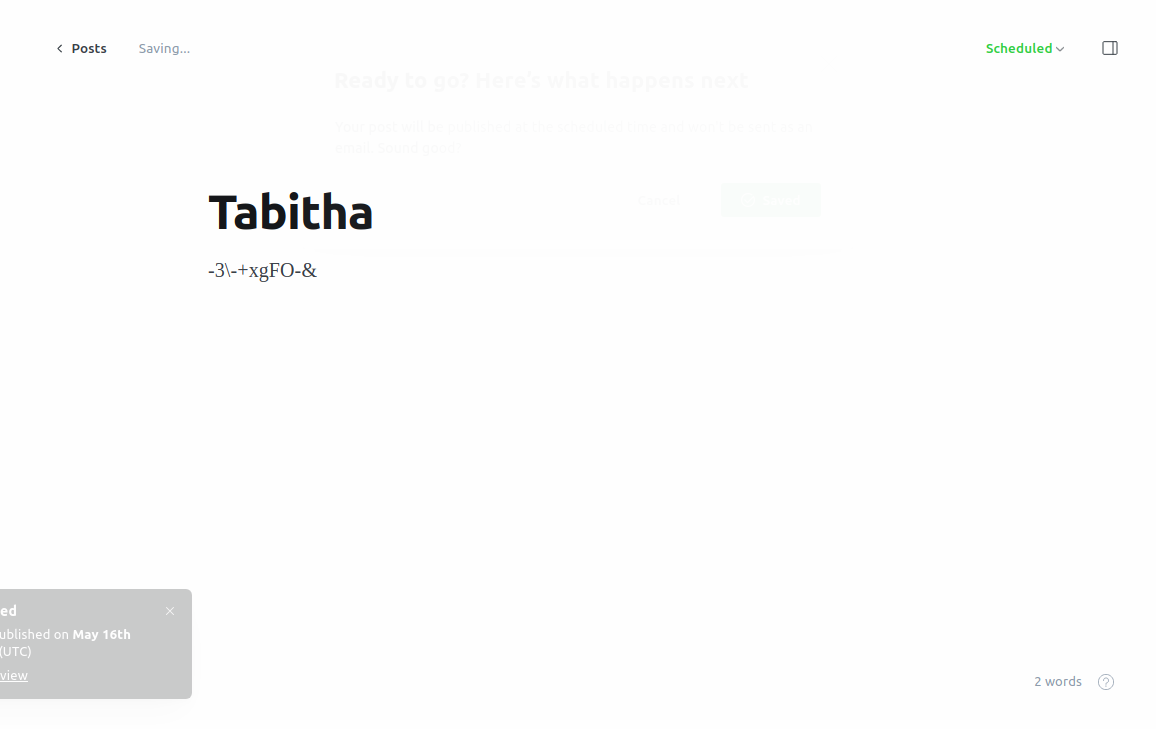 Posts
Saving...
Scheduled
Ready to go? Here's what happens next
Your post will be published at the scheduled time and won't be sent as an
email. Sound good?
Cancel
Tabitha
-3\-+xgFO-&
ed
ublished on May 16th
(UTC)
view
2 words